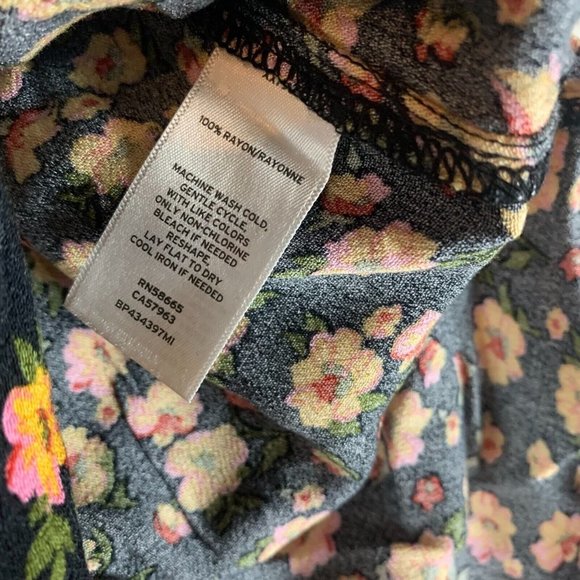 100% RAYON/RAYONNE
MACHINE WASH COLD,
GENTLE CYCLE,
WITH LIKE COLORS
ONLY NON-CHLORINE
BLEACH IF NEEDED
RESHAPE
LAY FLAT TO DRY
COOL IRON IF NEEDED
RN58665
CA57963
BP434397MI